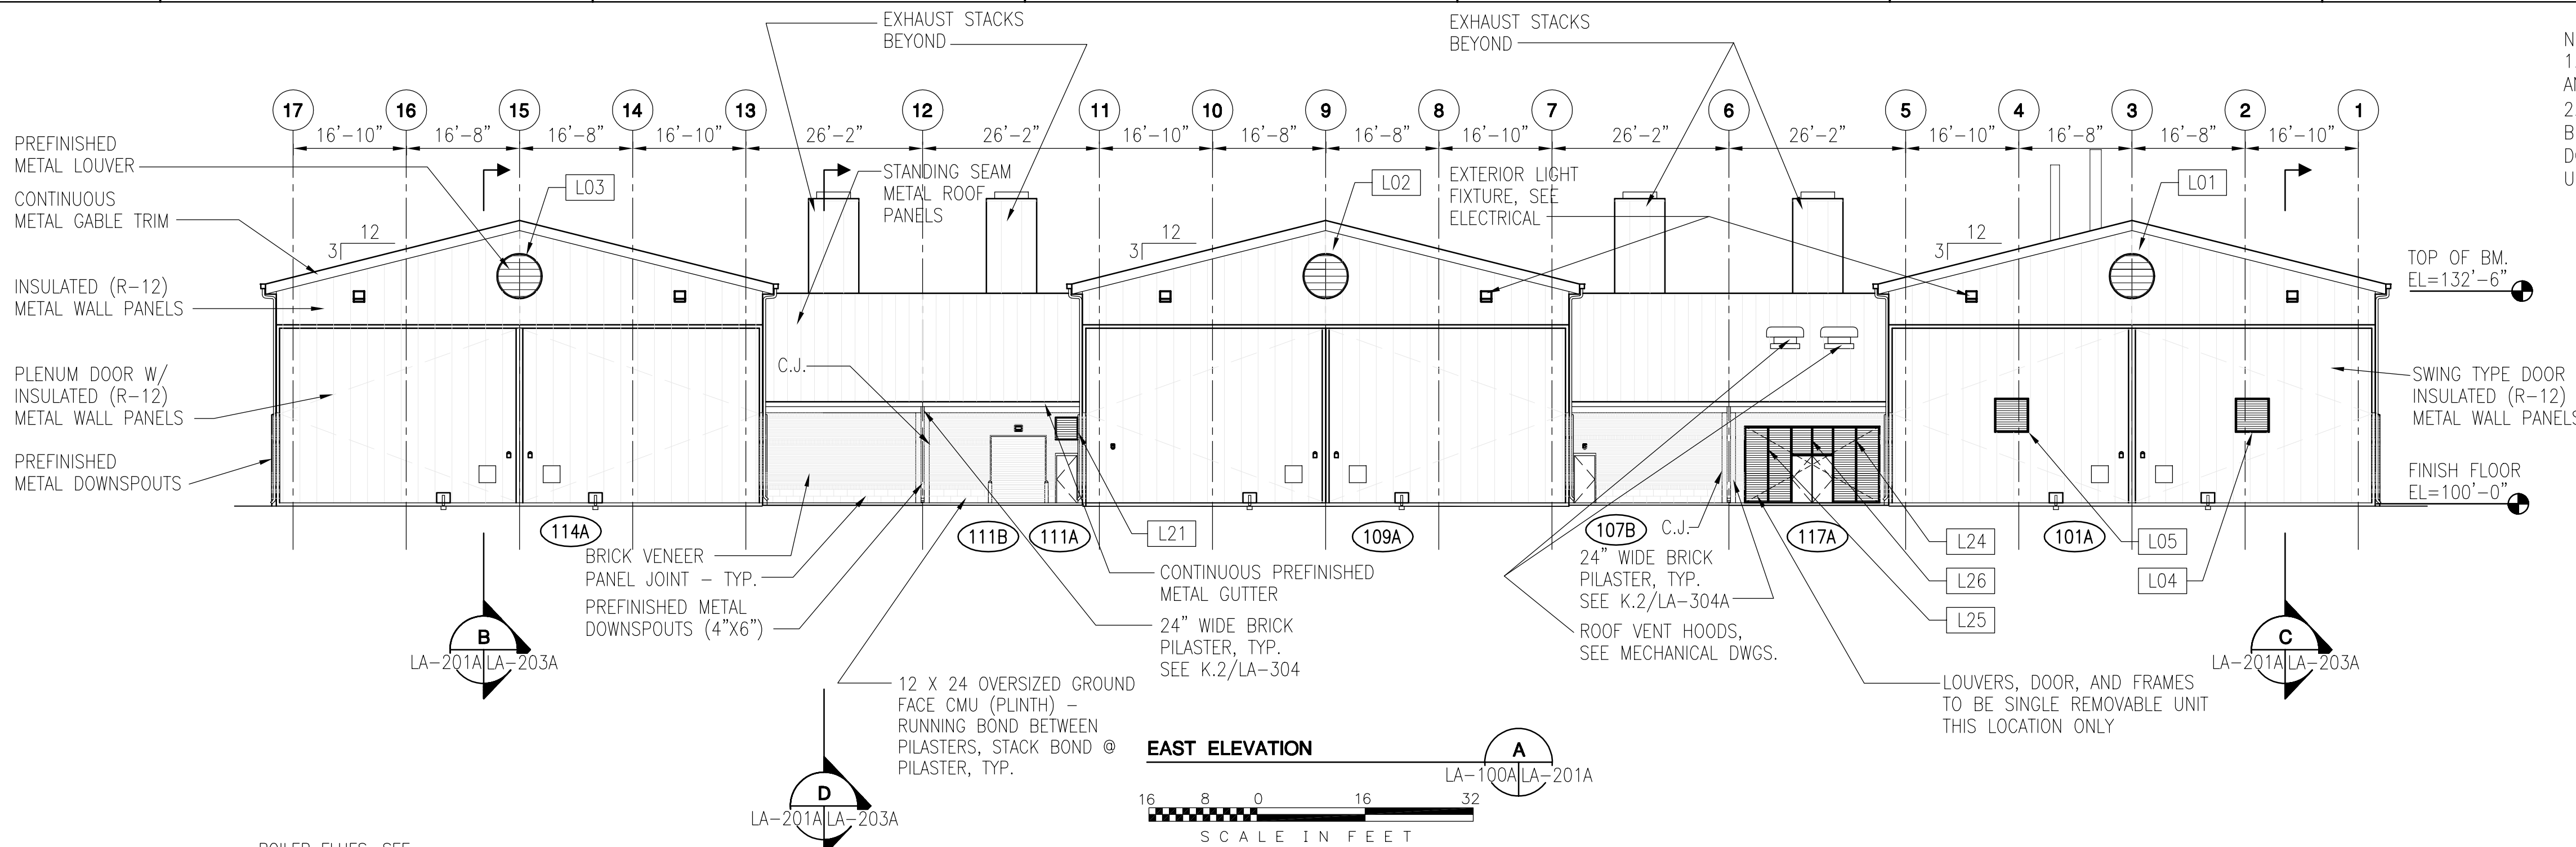 EXHAUST STACKS
BEYOND
EXHAUST STACKS
BEYOND
17 16 15 14 13 12 11 10 9 8 7 6 5 4 3 2 1
16'-10" 16'-8" 16'-8" 16'-10" 26'-2" 26'-2" 16'-10" 16'-8" 16'-8" 16'-10" 26'-2" 26'-2" 16'-10" 16'-8" 16'-8" 16'-10"
PREFINISHED
METAL LOUVER
CONTINUOUS
METAL GABLE TRIM
INSULATED (R-12)
METAL WALL PANELS
PLENUM DOOR W/
INSULATED (R-12)
METAL WALL PANELS
PREFINISHED
METAL DOWNSPOUTS
L03
12
3
STANDING SEAM
METAL ROOF
PANELS
C.J.
12
3
L02
EXTERIOR LIGHT
FIXTURE, SEE
ELECTRICAL
12
3
L01
TOP OF BM.
EL=132'-6"
SWING TYPE DOOR
INSULATED (R-12)
METAL WALL PANELS
FINISH FLOOR
EL=100'-0"
114A
111B
111A
L21
109A
107B
C.J.
117A
L24
L26
L25
101A
L05
L04
BRICK VENEER
PANEL JOINT - TYP.
PREFINISHED METAL
DOWNSPOUTS (4"X6")
CONTINUOUS PREFINISHED
METAL GUTTER
24" WIDE BRICK
PILASTER, TYP.
SEE K.2/LA-304
24" WIDE BRICK
PILASTER, TYP.
SEE K.2/LA-304A
ROOF VENT HOODS,
SEE MECHANICAL DWGS.
LOUVERS, DOOR, AND FRAMES
TO BE SINGLE REMOVABLE UNIT
THIS LOCATION ONLY
12 X 24 OVERSIZED GROUND
FACE CMU (PLINTH) -
RUNNING BOND BETWEEN
PILASTERS, STACK BOND @
PILASTER, TYP.
B
LA-201A LA-203A
D
LA-201A LA-203A
C
LA-201A LA-203A
EAST ELEVATION
A
LA-100A LA-201A
16 8 0 16 32
SCALE IN FEET
BOILER FLUES, SEE